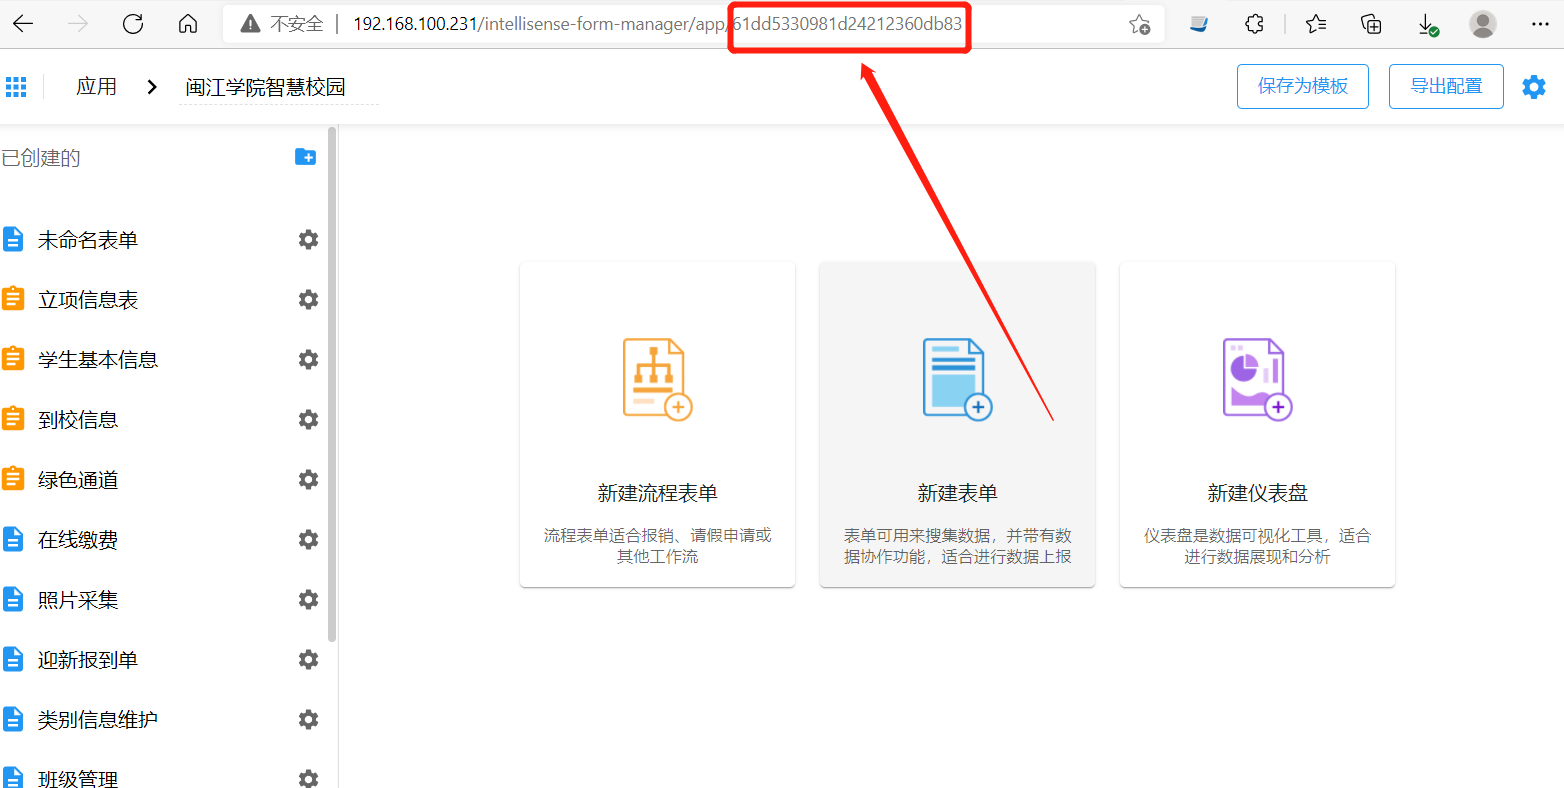 不安全
192.168.100.231/intellisense-form-manager/app/61dd5330981d24212360db83
应用
闽江学院智慧校园
保存为模板
导出配置
已创建的
未命名表单
立项信息表
学生基本信息
到校信息
绿色通道
在线缴费
照片采集
迎新报到单
类别信息维护
班级管理
新建流程表单
流程表单适合报销、请假申请或
其他工作流
新建表单
表单可用来搜集数据，并带有数
据协作功能，适合进行数据上报
新建仪表盘
仪表盘是数据可视化工具，适合
进行数据展现和分析